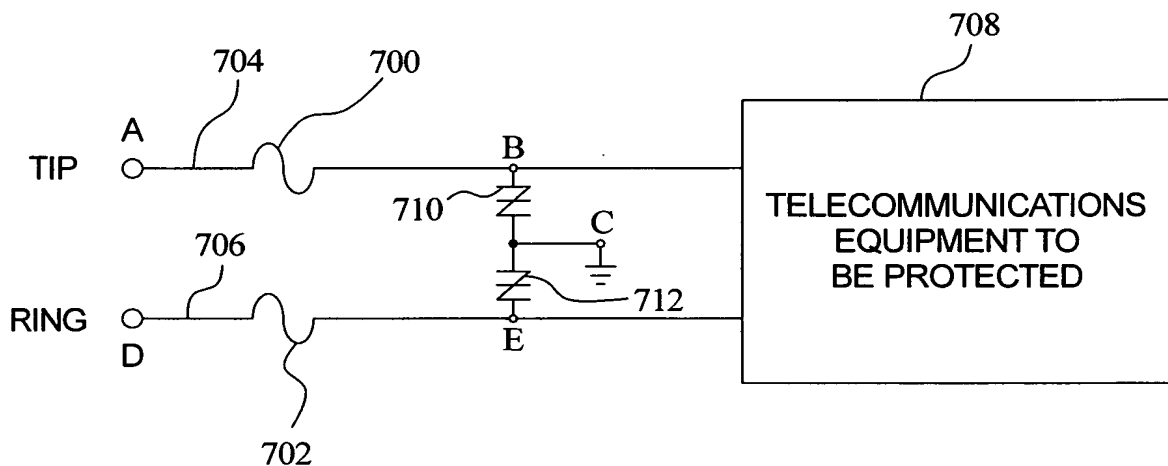 708
704
700
A
TIP
B
710
C
TELECOMMUNICATIONS
EQUIPMENT TO
BE PROTECTED
706
712
RING
D
E
702